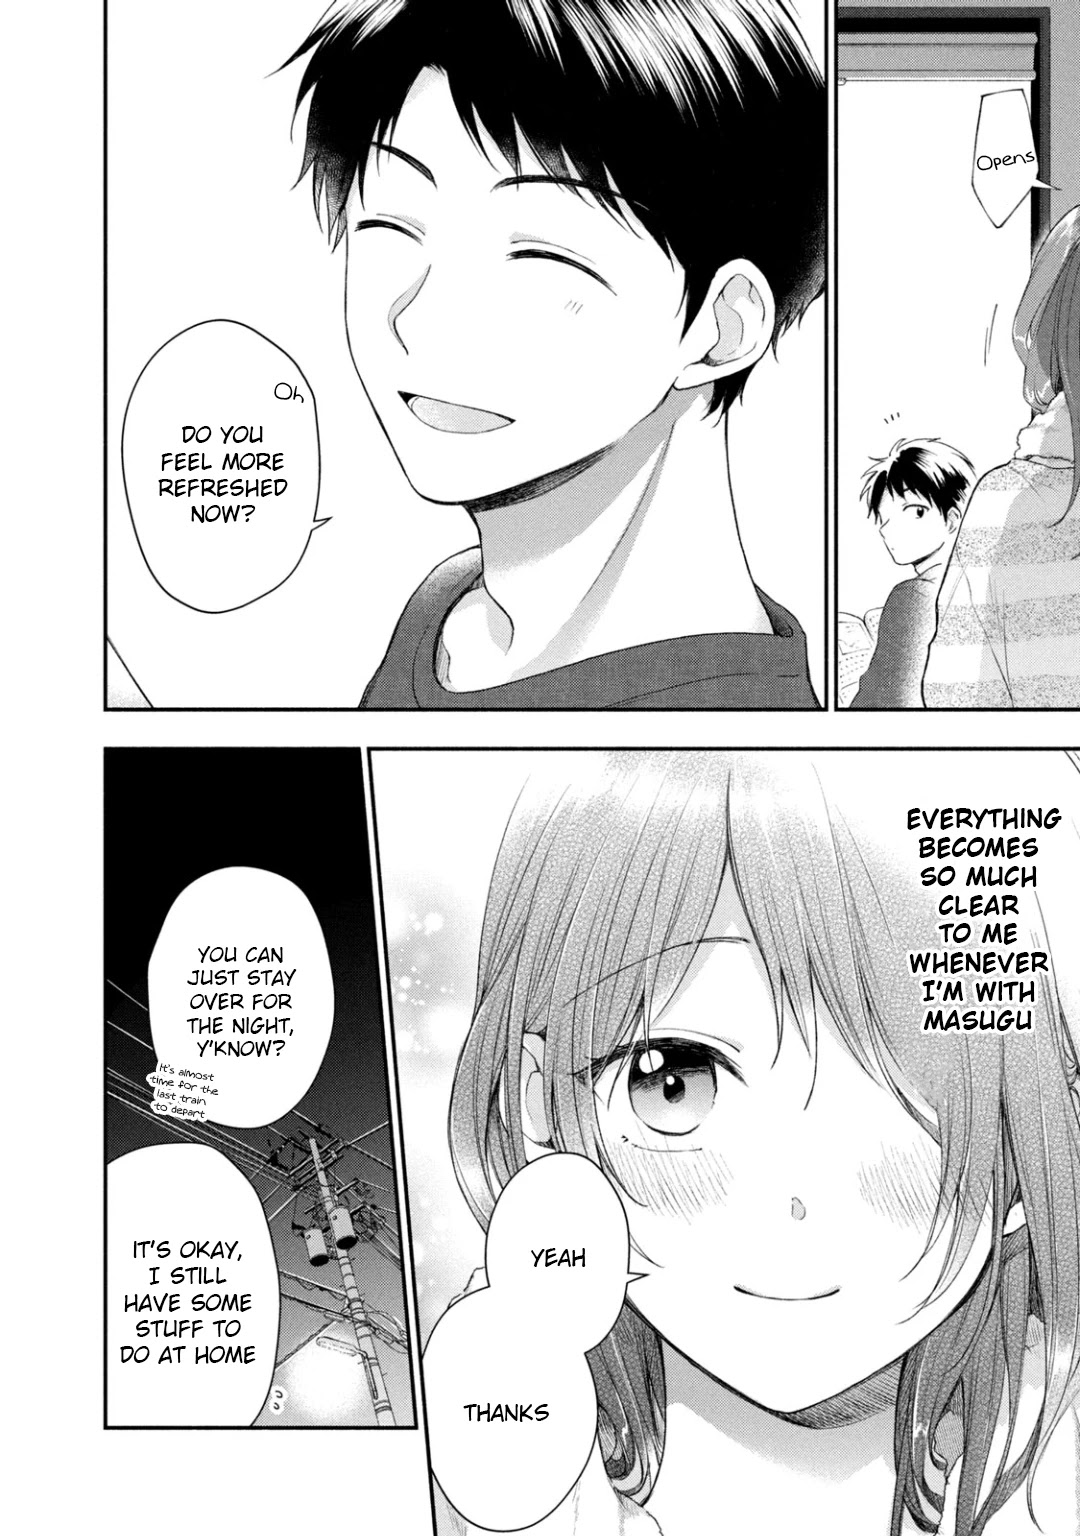 Opens
Oh
DO YOU
FEEL MORE
REFRESHED
NOW?
EVERYTHING
BECOMES
SO MUCH
CLEAR
TO ME
WHENEVER
I'M WITH
MASUGU
YEAH
THANKS
YOU CAN
JUST STAY
OVER FOR
THE NIGHT,
Y'KNOW?
It's almost
time for the
last train
to depart
IT'S OKAY,
I STILL
HAVE SOME
STUFF TO
DO AT HOME